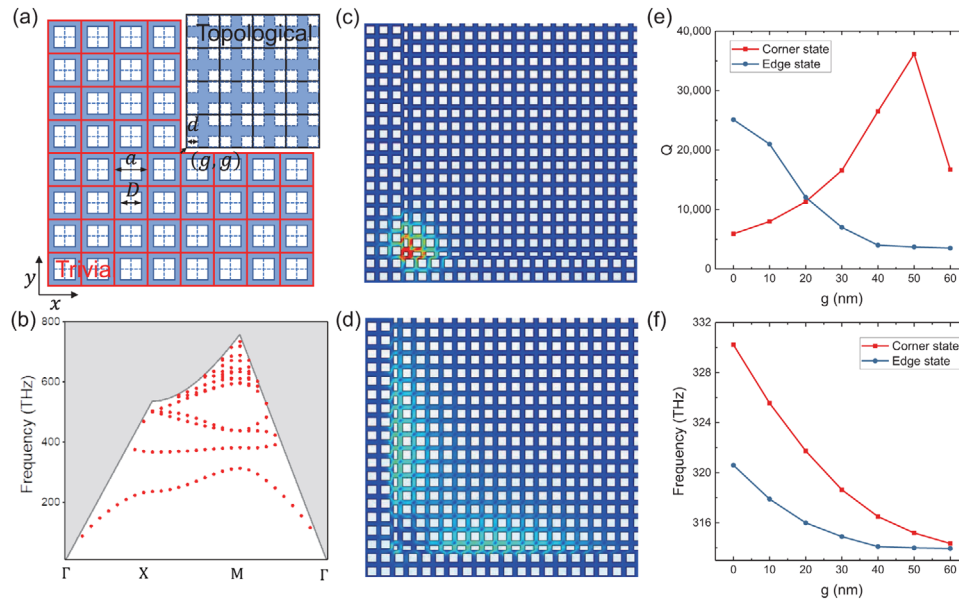 (a)
Topological
d
(g, g)
a
D
Trivia
y
x
(b)
800
600
400
200
Frequency (THz)
Γ X M Γ
(c)
(d)
(e)
40,000
30,000
20,000
10,000
0
Q
Corner state
Edge state
0 10 20 30 40 50 60
g (nm)
(f)
332
328
324
320
316
Frequency (THz)
Corner state
Edge state
0 10 20 30 40 50 60
g (nm)